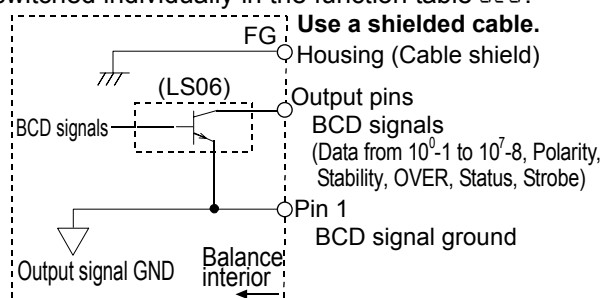 switched individually in the function table
Use a shielded cable.
FG
Housing (Cable shield)
(LS06)
Output pins
BCD signals
BCD signals
(Data from 10⁰-1 to 10⁷-8, Polarity,
Stability, OVER, Status, Strobe)
Pin 1
BCD signal ground
Output signal GND
Balance
interior